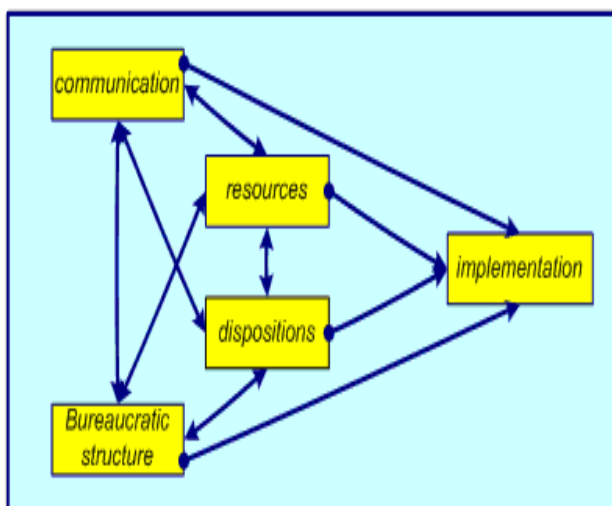 communication
resources
implementation
dispositions
Bureaucratic
structure